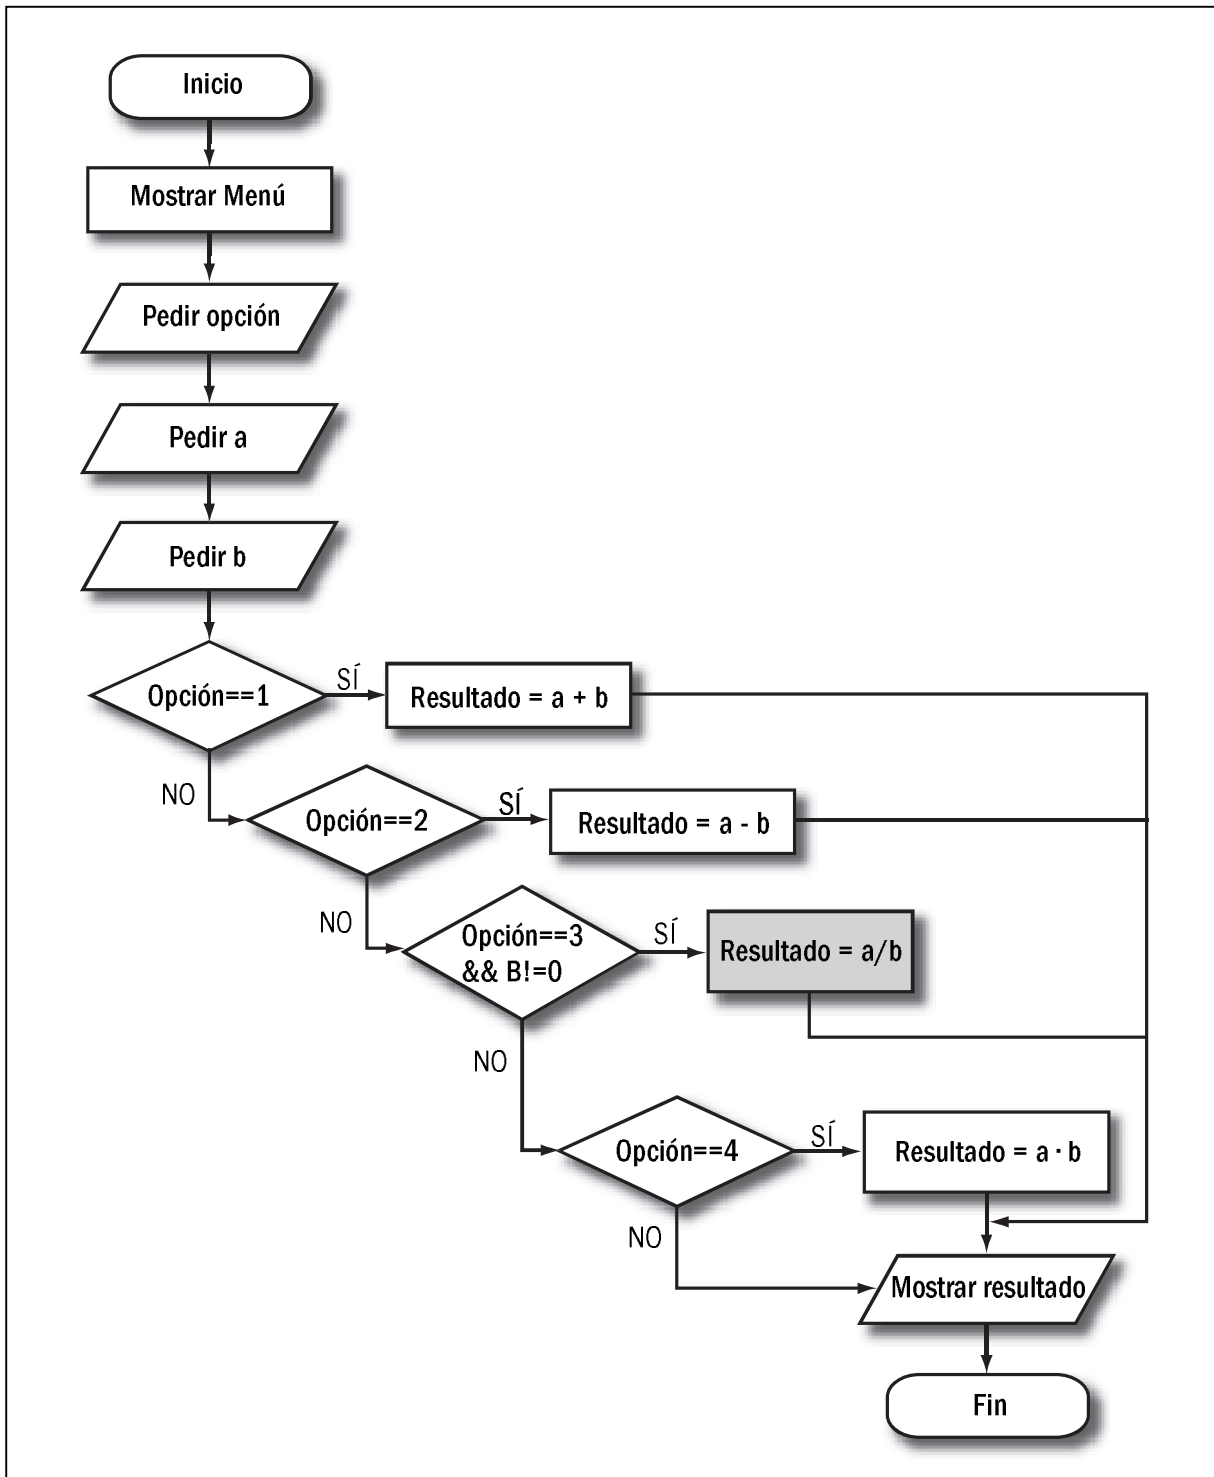 Inicio
Mostrar Menú
Pedir opción
Pedir a
Pedir b
Opción==1
SÍ
Resultado = a + b
NO
Opción==2
SÍ
Resultado = a - b
NO
Opción==3
&& B!=0
SÍ
Resultado = a/b
NO
Opción==4
SÍ
Resultado = a · b
NO
Mostrar resultado
Fin